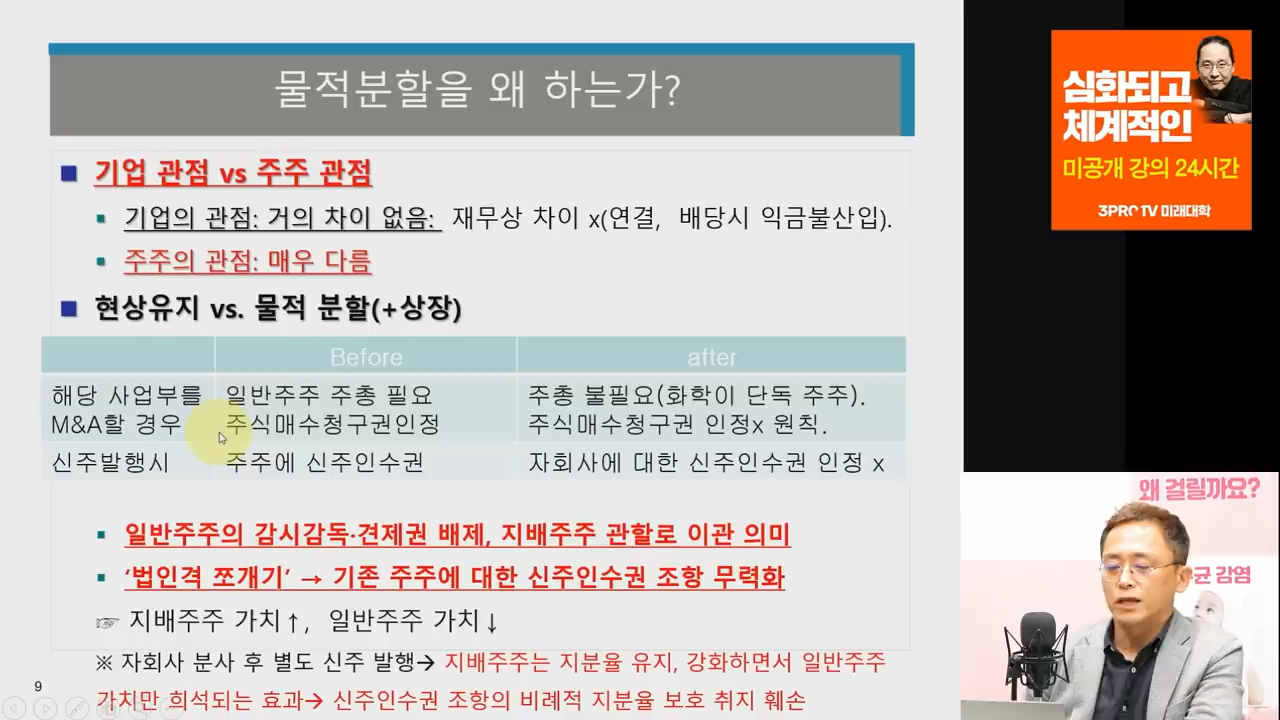 물적분할을 왜 하는가?
기업 관점 vs 주주 관점
기업의 관점: 거의 차이 없음: 재무상 차이 x(연결, 배당시 익금불산입).
주주의 관점: 매우 다름
현상유지 vs. 물적 분할(+상장)
Before after
해당 사업부를 M&A할 경우
일반주주 주총 필요
주식매수청구권인정
주총 불필요(화학이 단독 주주).
주식매수청구권 인정x 원칙.
신주발행시 주주에 신주인수권 자회사에 대한 신주인수권 인정 x
일반주주의 감시감독·견제권 배제, 지배주주 관할로 이관 의미
‘법인격 쪼개기’ → 기존 주주에 대한 신주인수권 조항 무력화
☞ 지배주주 가치↑, 일반주주 가치↓
※ 자회사 분사 후 별도 신주 발행→ 지배주주는 지분율 유지, 강화하면서 일반주주
가치만 희석되는 효과→ 신주인수권 조항의 비례적 지분율 보호 취지 훼손
9
심화되고
체계적인
미공개 강의 24시간
3PRO TV 미래대학
왜 걸릴까요?
균 감염